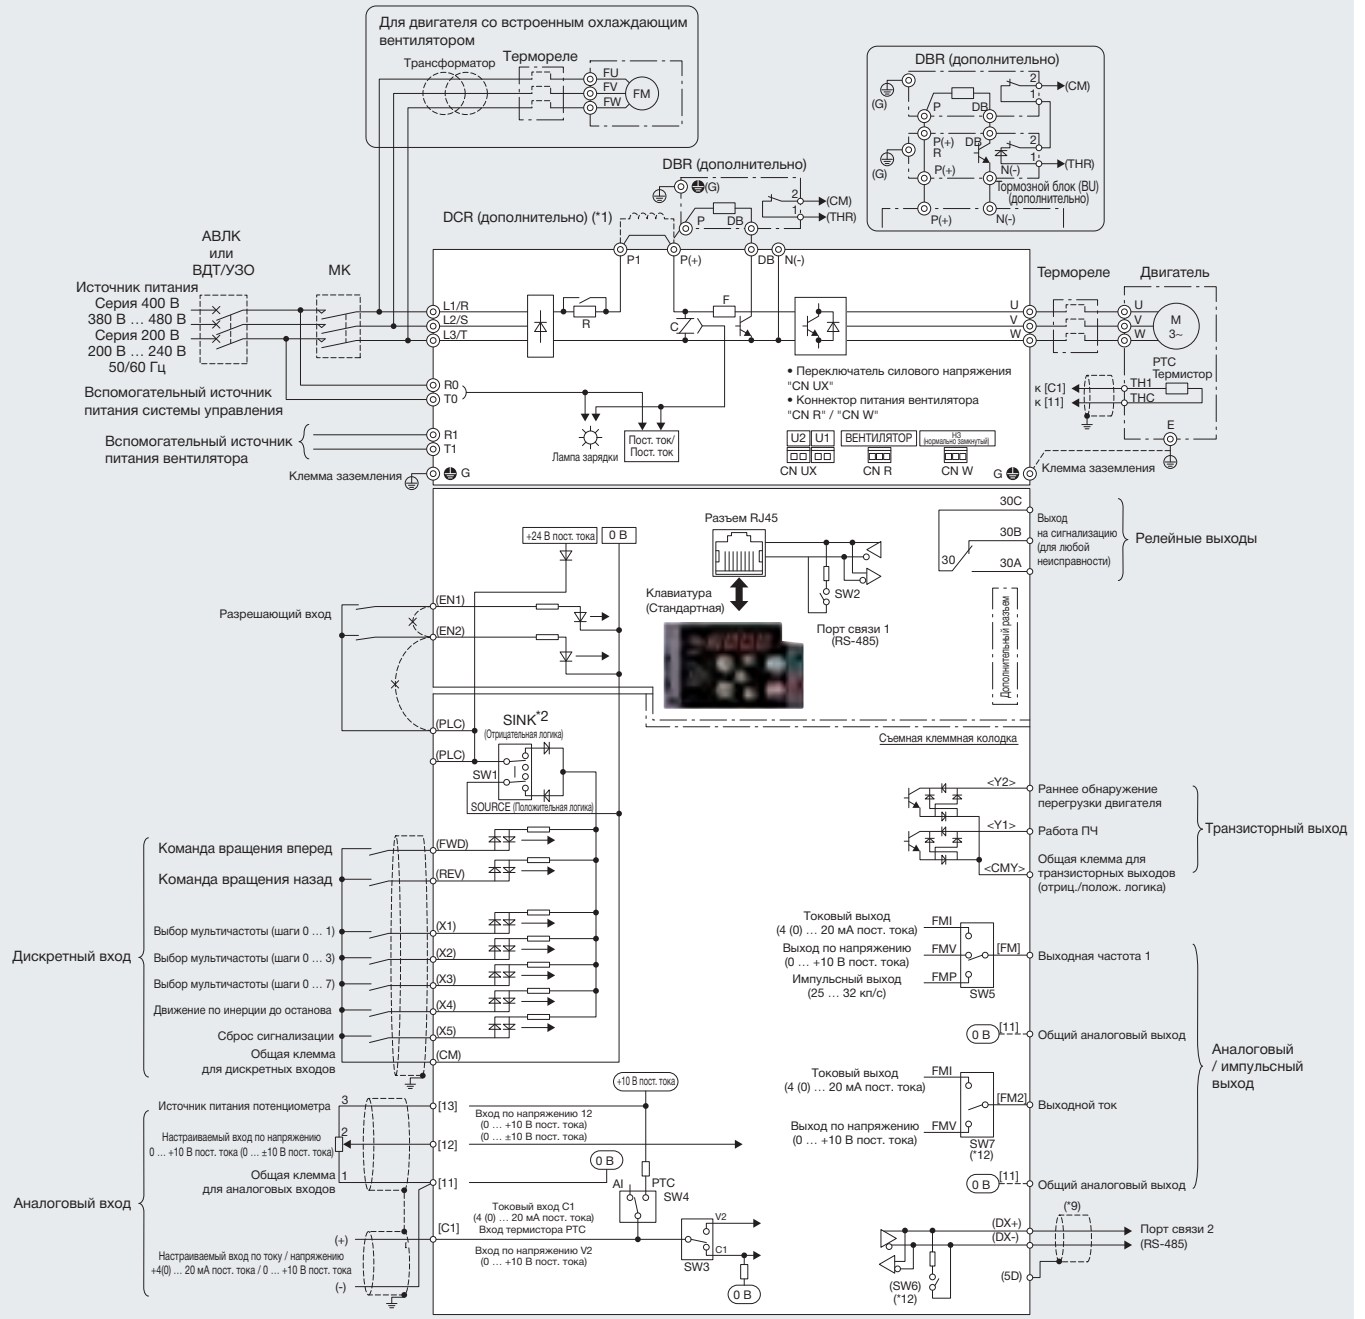 Для двигателя со встроенным охлаждающим
вентилятором
Трансформатор
Термореле
FU
FV
FW
FM
DBR (дополнительно)
(G)
P
DB
2
1
(CM)
P(+)
R
DB
2
1
(THR)
(G)
P(+)
N(-)
Тормозной блок (BU)
(дополнительно)
P(+)
N(-)
DBR (дополнительно)
(G)
P
DB
2
1
(CM)
(THR)
DCR (дополнительно) (*1)
P1
P(+)
DB
N(-)
АВЛК
или
ВДТ/УЗО
МК
Источник питания
Серия 400 В
380 В … 480 В
Серия 200 В
200 В … 240 В
50/60 Гц
L1/R
L2/S
L3/T
R
C
F
U
V
W
Термореле
Двигатель
U
V
W
M
3~
PTC
Термистор
к [C1]
к [11]
TH1
THC
E
Вспомогательный источник
питания системы управления
R0
T0
Вспомогательный источник
питания вентилятора
R1
T1
Клемма заземления
G
Лампа зарядки
Пост. ток/
Пост. ток
• Переключатель силового напряжения
"CN UX"
• Коннектор питания вентилятора
"CN R" / "CN W"
U2
U1
ВЕНТИЛЯТОР
НЗ
(нормально замкнутый)
CN UX
CN R
CN W
G
Клемма заземления
+24 В пост. тока
0 В
Разъем RJ45
Клавиатура
(Стандартная)
SW2
Порт связи 1
(RS-485)
30C
30B
30
30A
Выход
на сигнализацию
(для любой
неисправности)
Релейные выходы
Дополнительный разъем
Разрешающий вход
(EN1)
(EN2)
(PLC)
(PLC)
SINK*2
(Отрицательная логика)
SW1
SOURCE (Положительная логика)
Съемная клеммная колодка
<Y2>
Раннее обнаружение
перегрузки двигателя
<Y1>
Работа ПЧ
<CMY>
Общая клемма для
транзисторных выходов
(отриц./полож. логика)
Транзисторный выход
Дискретный вход
Команда вращения вперед
(FWD)
Команда вращения назад
(REV)
Выбор мультичастоты (шаги 0 … 1)
(X1)
Выбор мультичастоты (шаги 0 … 3)
(X2)
Выбор мультичастоты (шаги 0 … 7)
(X3)
Движение по инерции до останова
(X4)
Сброс сигнализации
(X5)
Общая клемма
для дискретных входов
(CM)
Токовый выход
(4 (0) … 20 мА пост. тока)
FMI
Выход по напряжению
(0 … +10 В пост. тока)
FMV
Импульсный выход
(25 … 32 кп/с)
FMP
SW5
[FM]
Выходная частота 1
0 В
[11]
Общий аналоговый выход
Токовый выход
(4 (0) … 20 мА пост. тока)
FMI
Выход по напряжению
(0 … +10 В пост. тока)
FMV
SW7
(*12)
[FM2]
Выходной ток
0 В
[11]
Общий аналоговый выход
Аналоговый
/ импульсный
выход
Аналоговый вход
Источник питания потенциометра
3
[13]
Настраиваемый вход по напряжению
0 … +10 В пост. тока (0 … ±10 В пост. тока)
2
[12]
Общая клемма
для аналоговых входов
1
[11]
[C1]
(+)
Настраиваемый вход по току / напряжению
+4(0) … 20 мА пост. тока / 0 … +10 В пост. тока
(-)
+10 В пост. тока
Вход по напряжению 12
(0 … +10 В пост. тока)
(0 … ±10 В пост. тока)
0 В
AI
PTC
SW4
Токовый вход C1
(4 (0) … 20 мА пост. тока)
Вход термистора PTC
Вход по напряжению V2
(0 … +10 В пост. тока)
V2
C1
SW3
0 В
(DX+)
(DX-)
(*9)
Порт связи 2
(RS-485)
(5D)
(SW6)
(*12)